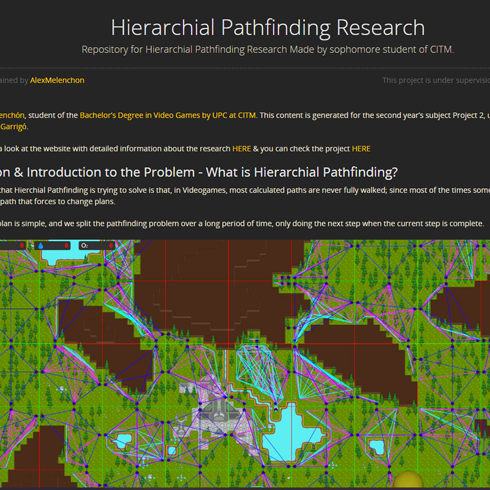 Hierarchial Pathfinding Research
Repository for Hierarchial Pathfinding Research Made by sophomore student of CITM.
ained by AlexMelenchon
This project is under supervisio
enchón, student of the Bachelor's Degree in Video Games by UPC at CITM. This content is generated for the second year's subject Project 2, u
Garrigó.
a look at the website with detailed information about the research HERE & you can check the project HERE
on & Introduction to the Problem - What is Hierarchial Pathfinding?
that Hierchial Pathfinding is trying to solve is that, in Videogames, most calculated paths are never fully walked; since most of the times some
path that forces to change plans.
plan is simple, and we split the pathfinding problem over a long period of time, only doing the next step when the current step is complete.